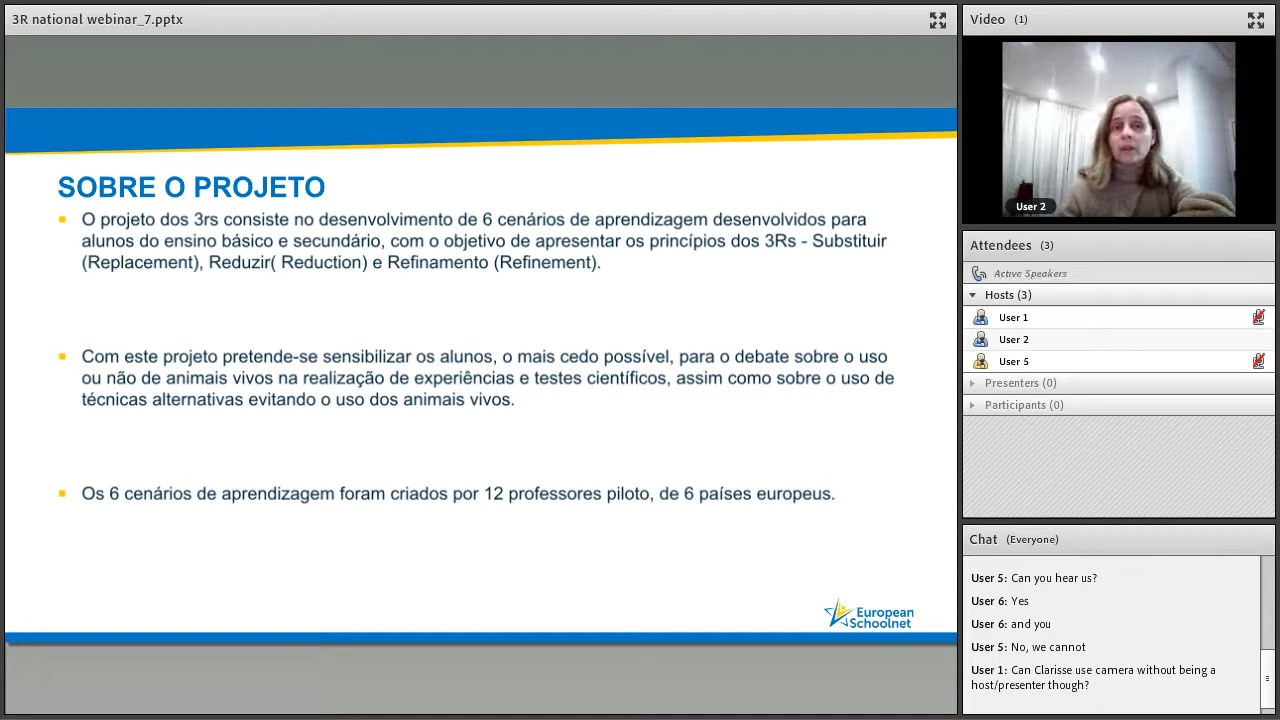 3R national webinar_7.pptx
SOBRE O PROJETO
O projeto dos 3rs consiste no desenvolvimento de 6 cenários de aprendizagem desenvolvidos para
alunos do ensino básico e secundário, com o objetivo de apresentar os princípios dos 3Rs - Substituir
(Replacement), Reduzir( Reduction) e Refinamento (Refinement).
Com este projeto pretende-se sensibilizar os alunos, o mais cedo possível, para o debate sobre o uso
ou não de animais vivos na realização de experiências e testes científicos, assim como sobre o uso de
técnicas alternativas evitando o uso dos animais vivos.
Os 6 cenários de aprendizagem foram criados por 12 professores piloto, de 6 países europeus.
European
Schoolnet
Video (1)
User 2
Attendees (3)
Active Speakers
Hosts (3)
User 1
User 2
User 5
Presenters (0)
Participants (0)
Chat (Everyone)
User 5: Can you hear us?
User 6: Yes
User 6: and you
User 5: No, we cannot
User 1: Can Clarisse use camera without being a
host/presenter though?